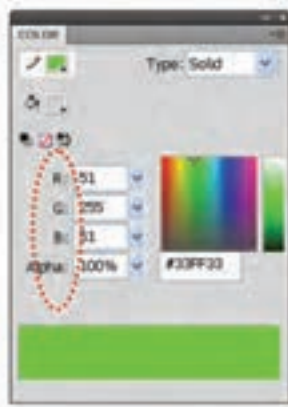 COLOR
Type: Solid
R: 51
G: 255
B: 51
Alpha: 100% #33FF33